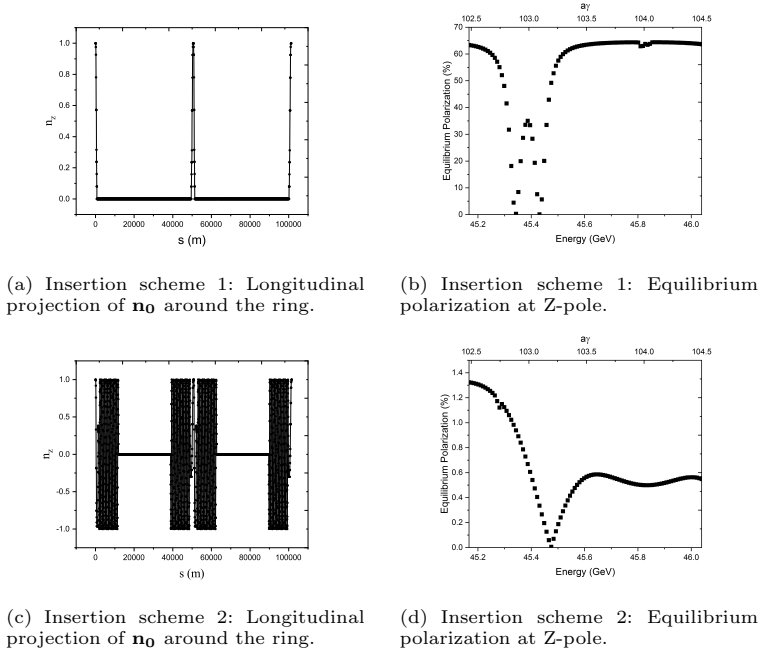 1.0
0.8
0.6
0.4
0.2
0.0
n_z
0 20000 40000 60000 80000 100000
s (m)
aγ
102.5 103.0 103.5 104.0 104.5
70
60
50
40
30
20
10
0
Equilibrium Polarization (%)
45.2 45.4 45.6 45.8 46.0
Energy (GeV)
(a) Insertion scheme 1: Longitudinal
projection of n0 around the ring.
(b) Insertion scheme 1: Equilibrium
polarization at Z-pole.
1.0
0.5
0.0
-0.5
-1.0
n_z
0 20000 40000 60000 80000 100000
s (m)
aγ
102.5 103.0 103.5 104.0 104.5
1.4
1.2
1.0
0.8
0.6
0.4
0.2
0.0
Equilibrium Polarization (%)
45.2 45.4 45.6 45.8 46.0
Energy (GeV)
(c) Insertion scheme 2: Longitudinal
projection of n0 around the ring.
(d) Insertion scheme 2: Equilibrium
polarization at Z-pole.